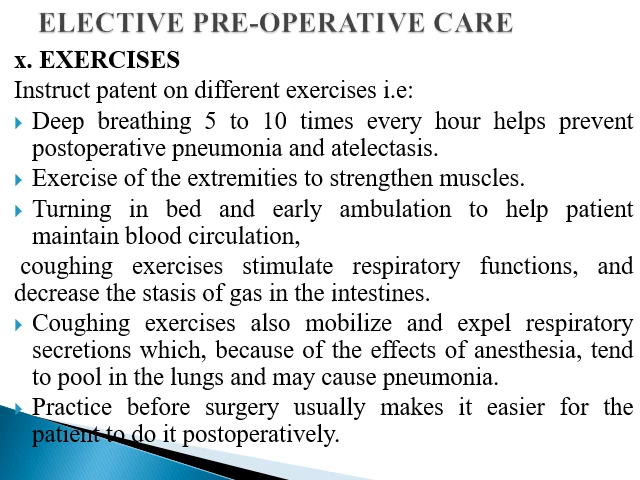 ELECTIVE PRE-OPERATIVE CARE
x. EXERCISES
Instruct patent on different exercises i.e:
Deep breathing 5 to 10 times every hour helps prevent
postoperative pneumonia and atelectasis.
Exercise of the extremities to strengthen muscles.
Turning in bed and early ambulation to help patient
maintain blood circulation,
coughing exercises stimulate respiratory functions, and
decrease the stasis of gas in the intestines.
Coughing exercises also mobilize and expel respiratory
secretions which, because of the effects of anesthesia, tend
to pool in the lungs and may cause pneumonia.
Practice before surgery usually makes it easier for the
patient to do it postoperatively.